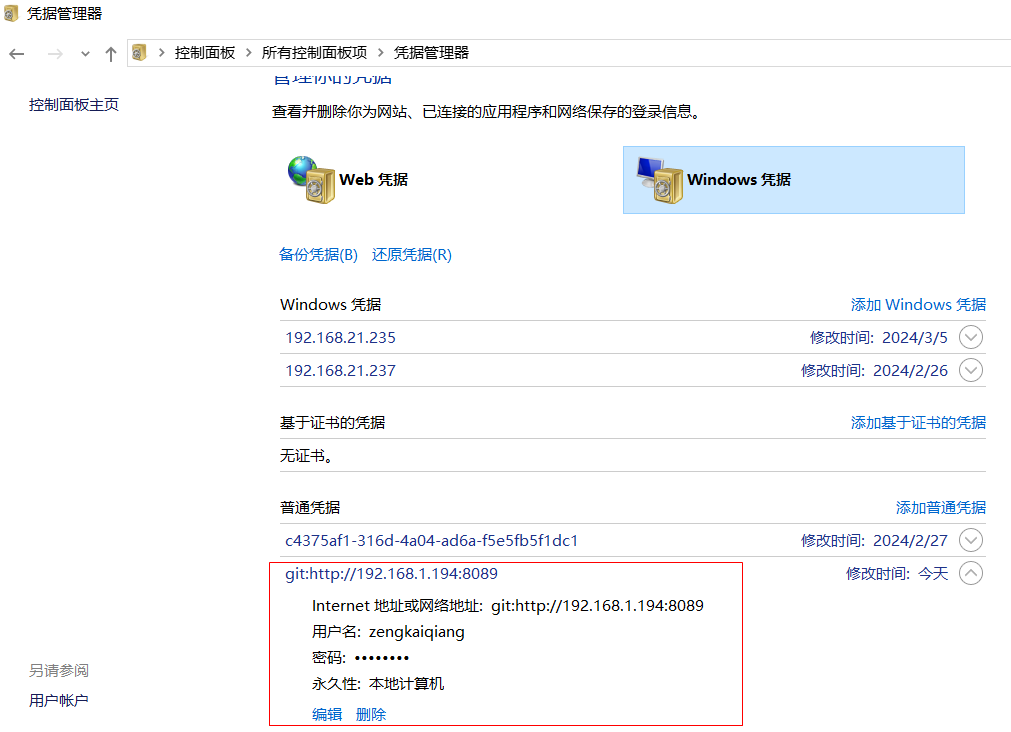 凭据管理器
控制面板 所有控制面板项 凭据管理器
管理你的凭据
控制面板主页
查看并删除你为网站、已连接的应用程序和网络保存的登录信息。
Web 凭据
Windows 凭据
备份凭据(B) 还原凭据(R)
Windows 凭据 添加 Windows 凭据
192.168.21.235 修改时间: 2024/3/5
192.168.21.237 修改时间: 2024/2/26
基于证书的凭据 添加基于证书的凭据
无证书。
普通凭据 添加普通凭据
c4375af1-316d-4a04-ad6a-f5e5fb5f1dc1 修改时间: 2024/2/27
git:http://192.168.1.194:8089 修改时间: 今天
Internet 地址或网络地址: git:http://192.168.1.194:8089
用户名: zengkaiqiang
密码: ••••••••
永久性: 本地计算机
编辑 删除
另请参阅
用户帐户